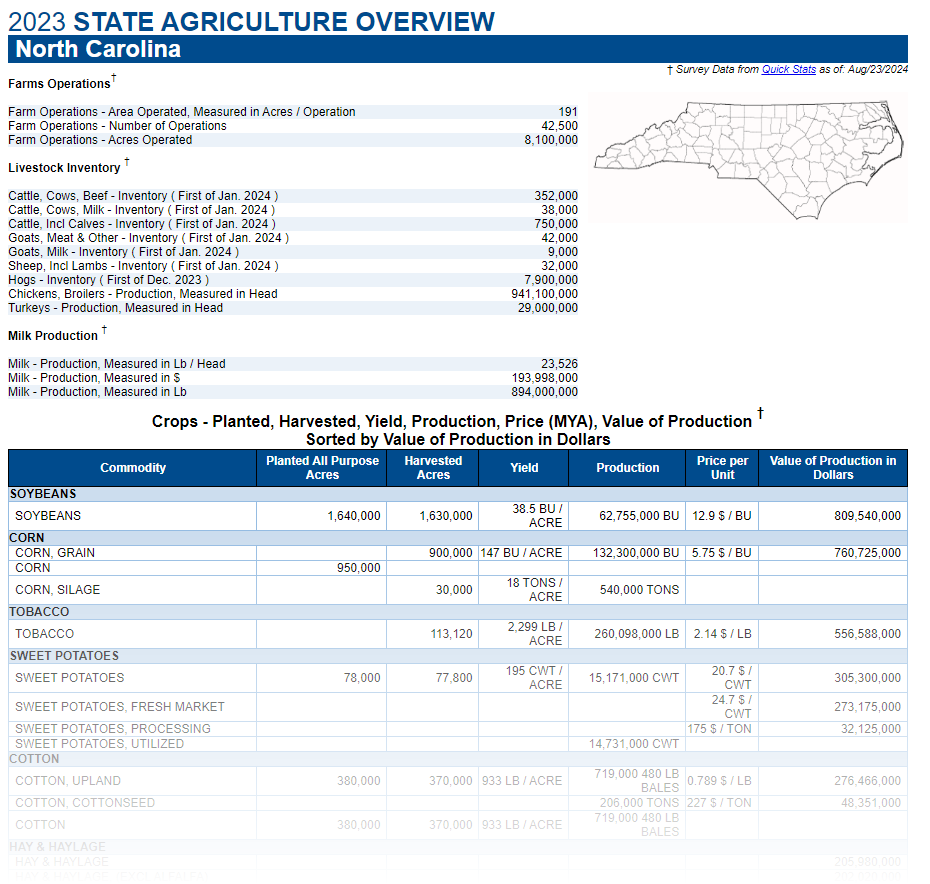 2023 STATE AGRICULTURE OVERVIEW
North Carolina
† Survey Data from Quick Stats as of: Aug/23/2024
Farms Operations †
Farm Operations - Area Operated, Measured in Acres / Operation 191
Farm Operations - Number of Operations 42,500
Farm Operations - Acres Operated 8,100,000
Livestock Inventory †
Cattle, Cows, Beef - Inventory ( First of Jan. 2024 ) 352,000
Cattle, Cows, Milk - Inventory ( First of Jan. 2024 ) 38,000
Cattle, Incl Calves - Inventory ( First of Jan. 2024 ) 750,000
Goats, Meat & Other - Inventory ( First of Jan. 2024 ) 42,000
Goats, Milk - Inventory ( First of Jan. 2024 ) 9,000
Sheep, Incl Lambs - Inventory ( First of Jan. 2024 ) 32,000
Hogs - Inventory ( First of Dec. 2023 ) 7,900,000
Chickens, Broilers - Production, Measured in Head 941,100,000
Turkeys - Production, Measured in Head 29,000,000
Milk Production †
Milk - Production, Measured in Lb / Head 23,526
Milk - Production, Measured in $ 193,998,000
Milk - Production, Measured in Lb 894,000,000
Crops - Planted, Harvested, Yield, Production, Price (MYA), Value of Production †
Sorted by Value of Production in Dollars
Commodity Planted All Purpose Acres Harvested Acres Yield Production Price per Unit Value of Production in Dollars
SOYBEANS
SOYBEANS 1,640,000 1,630,000 38.5 BU / ACRE 62,755,000 BU 12.9 $ / BU 809,540,000
CORN
CORN, GRAIN 900,000 147 BU / ACRE 132,300,000 BU 5.75 $ / BU 760,725,000
CORN 950,000
CORN, SILAGE 30,000 18 TONS / ACRE 540,000 TONS
TOBACCO
TOBACCO 113,120 2,299 LB / ACRE 260,098,000 LB 2.14 $ / LB 556,588,000
SWEET POTATOES
SWEET POTATOES 78,000 77,800 195 CWT / ACRE 15,171,000 CWT 20.7 $ / CWT 305,300,000
SWEET POTATOES, FRESH MARKET 24.7 $ / CWT 273,175,000
SWEET POTATOES, PROCESSING 175 $ / TON 32,125,000
SWEET POTATOES, UTILIZED 14,731,000 CWT
COTTON
COTTON, UPLAND 380,000 370,000 933 LB / ACRE 719,000 480 LB BALES 0.789 $ / LB 276,466,000
COTTON, COTTONSEED 206,000 TONS 227 $ / TON 48,351,000
COTTON 380,000 370,000 933 LB / ACRE 719,000 480 LB BALES
HAY & HAYLAGE
HAY & HAYLAGE 205,980,000